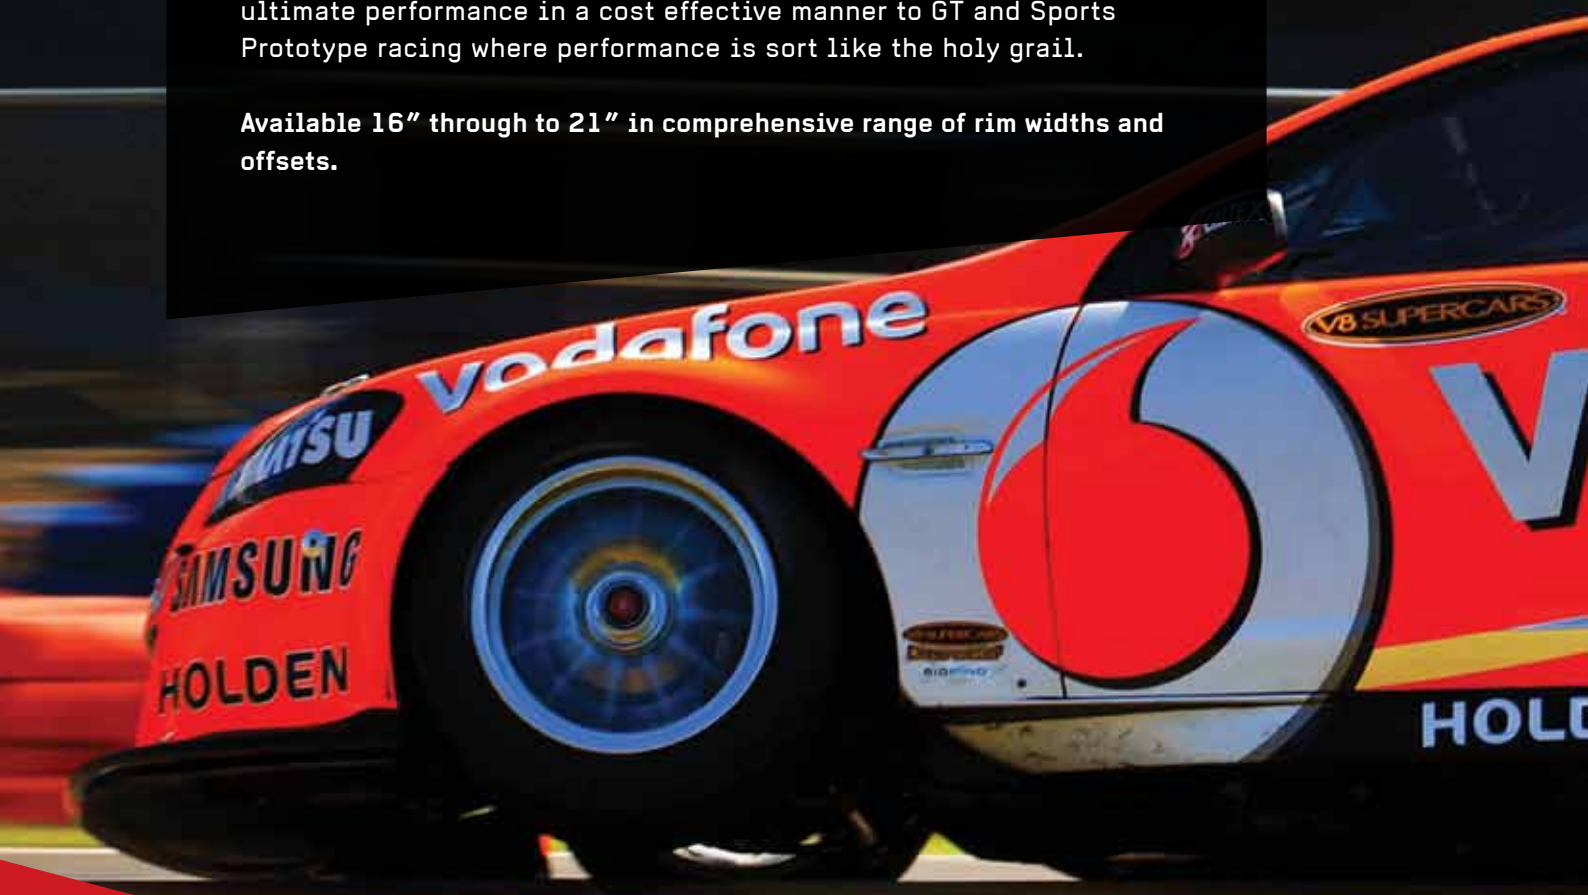 ultimate performance in a cost effective manner to GT and Sports
Prototype racing where performance is sort like the holy grail.
Available 16” through to 21” in comprehensive range of rim widths and
offsets.
vodafone
V8 SUPERCARS
SAMSUNG
HOLDEN
V
HOLD